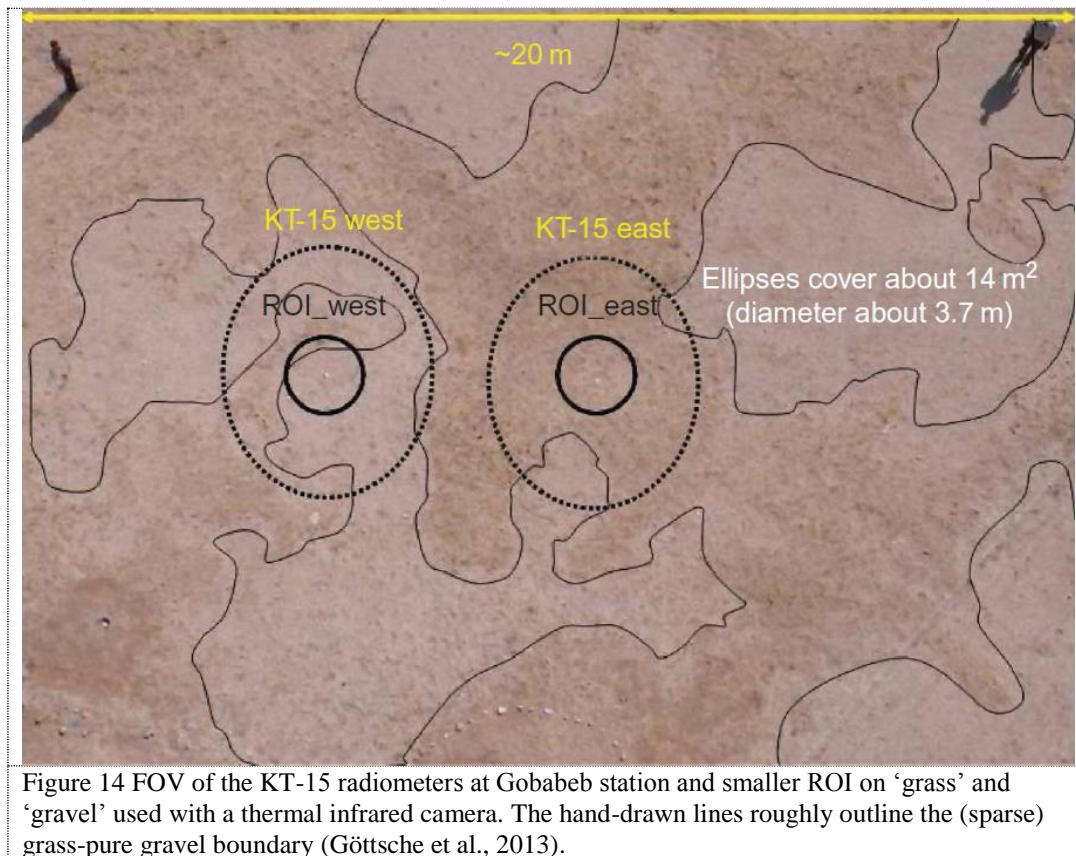 ~20 m
KT-15 west
KT-15 east
Ellipses cover about 14 m²
(diameter about 3.7 m)
ROI_west
ROI_east
Figure 14 FOV of the KT-15 radiometers at Gobabeb station and smaller ROI on ‘grass’ and
‘gravel’ used with a thermal infrared camera. The hand-drawn lines roughly outline the (sparse)
grass-pure gravel boundary (Göttsche et al., 2013).